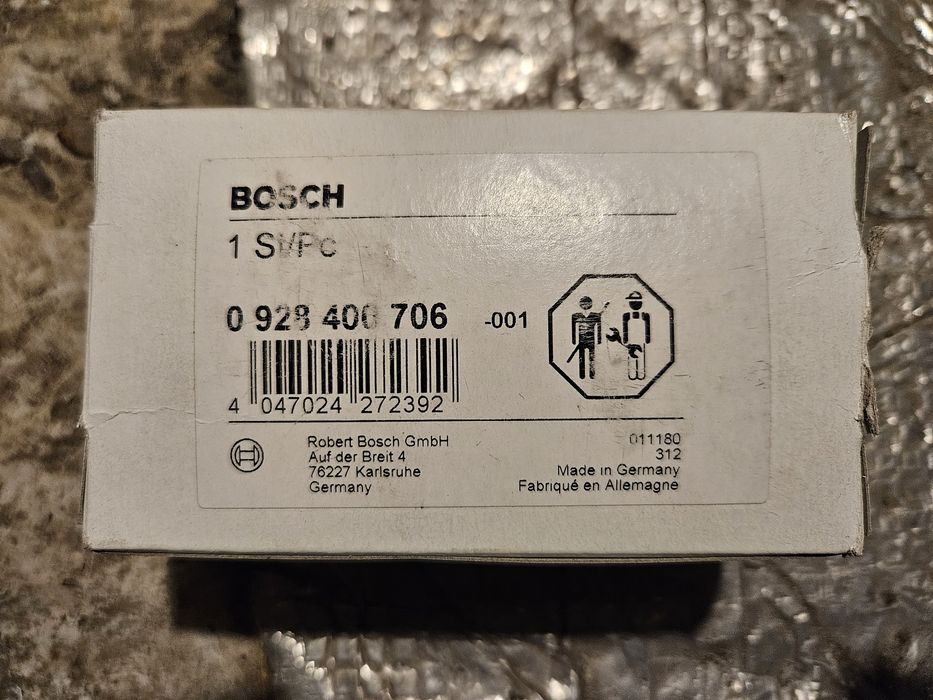 BOSCH
1 St/Pc
0 928 400 706 -001
4 047024 272392
Robert Bosch GmbH
Auf der Breit 4
76227 Karlsruhe
Germany
011180
312
Made in Germany
Fabriqué en Allemagne